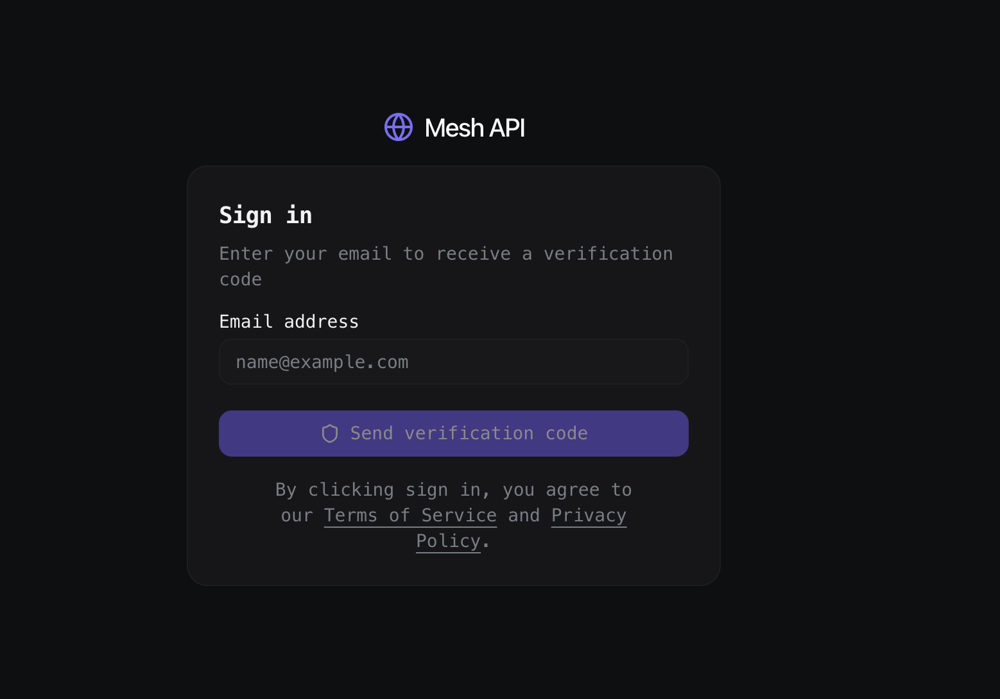 Mesh API
Sign in
Enter your email to receive a verification
code
Email address
name@example.com
Send verification code
By clicking sign in, you agree to
our Terms of Service and Privacy
Policy.